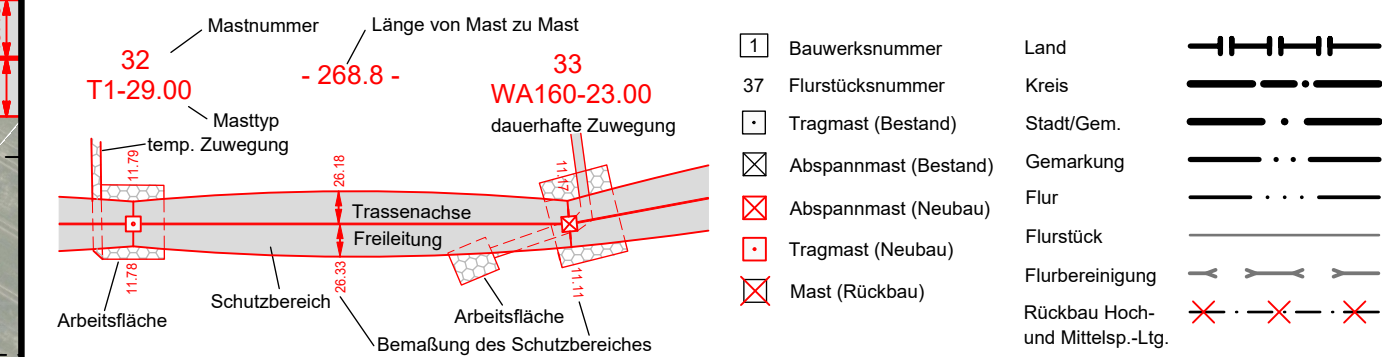 Mastnummer
Länge von Mast zu Mast
32
T1-29.00
- 268.8 -
33
WA160-23.00
Masttyp
temp. Zuwegung
dauerhafte Zuwegung
11.79
26.18
11.17
Trassenachse
Freileitung
11.78
26.33
11.11
Schutzbereich
Arbeitsfläche
Arbeitsfläche
Bemaßung des Schutzbereiches
1 Bauwerksnummer
37 Flurstücksnummer
Tragmast (Bestand)
Abspannmast (Bestand)
Abspannmast (Neubau)
Tragmast (Neubau)
Mast (Rückbau)
Land
Kreis
Stadt/Gem.
Gemarkung
Flur
Flurstück
Flurbereinigung
Rückbau Hoch-
und Mittelsp.-Ltg.